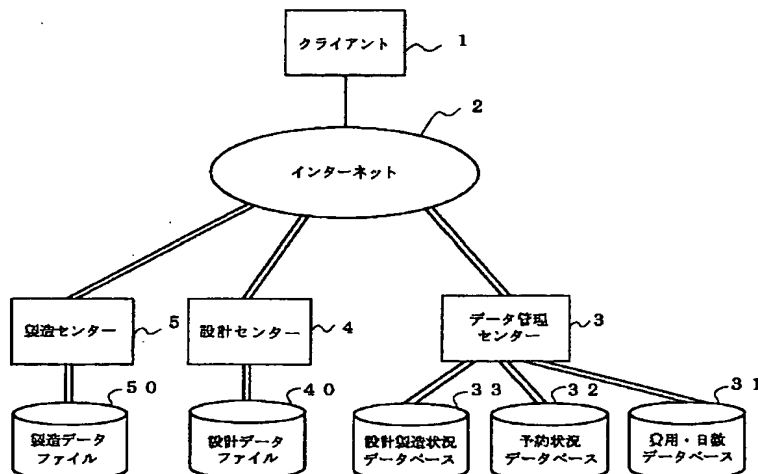 クライアント
1
2
インターネット
製造センター
5
設計センター
4
データ管理
センター
3
50
40
33
32
31
製造データ
ファイル
設計データ
ファイル
設計製造状況
データベース
予約状況
データベース
費用・日数
データベース